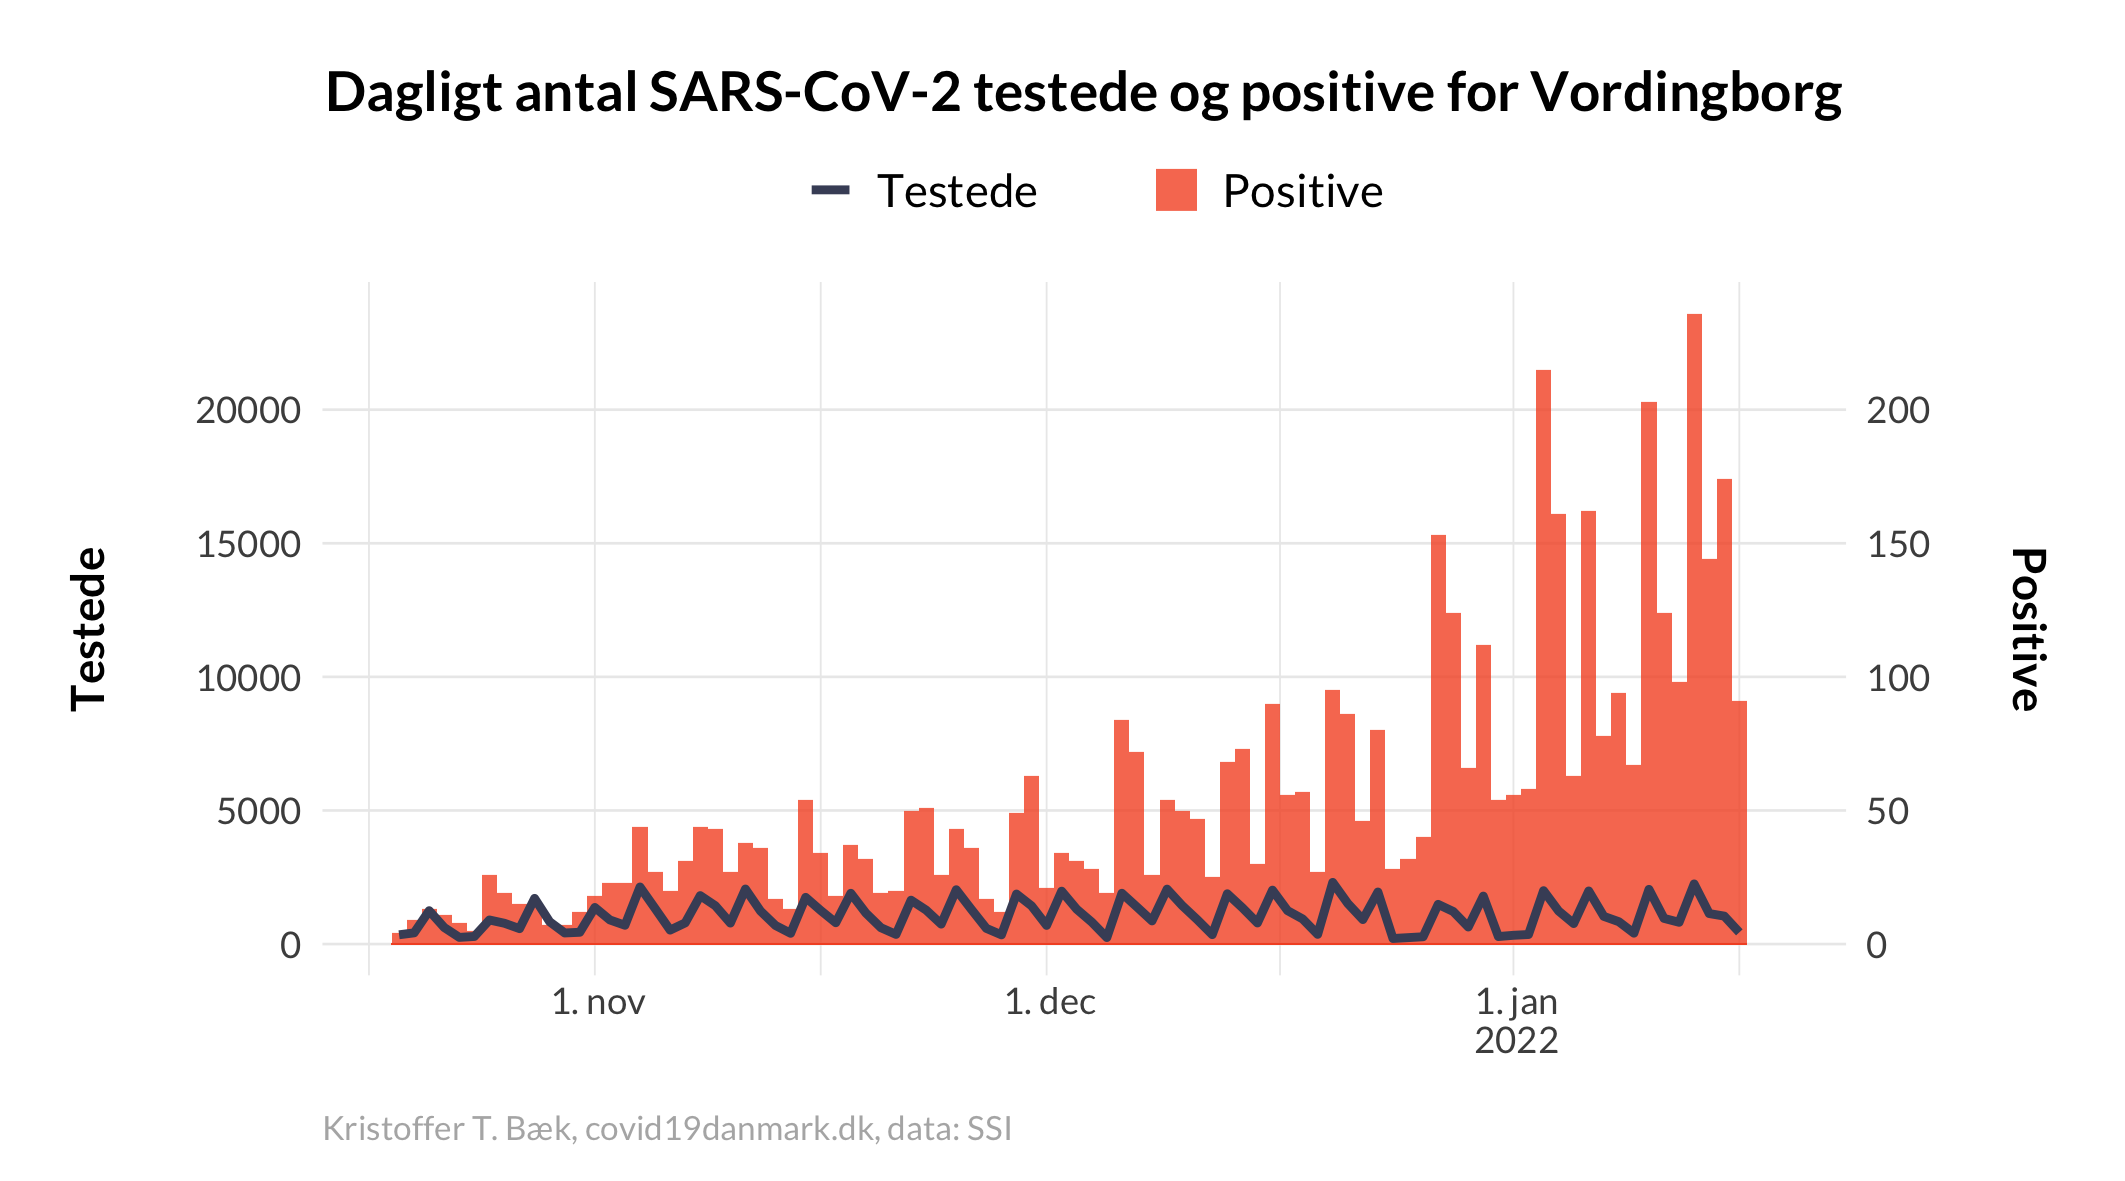 Dagligt antal SARS-CoV-2 testede og positive for Vordingborg
Testede
Positive
Testede
20000
15000
10000
5000
0
200
150
100
50
0
Positive
1. nov
1. dec
1. jan
2022
Kristoffer T. Bæk, covid19danmark.dk, data: SSI